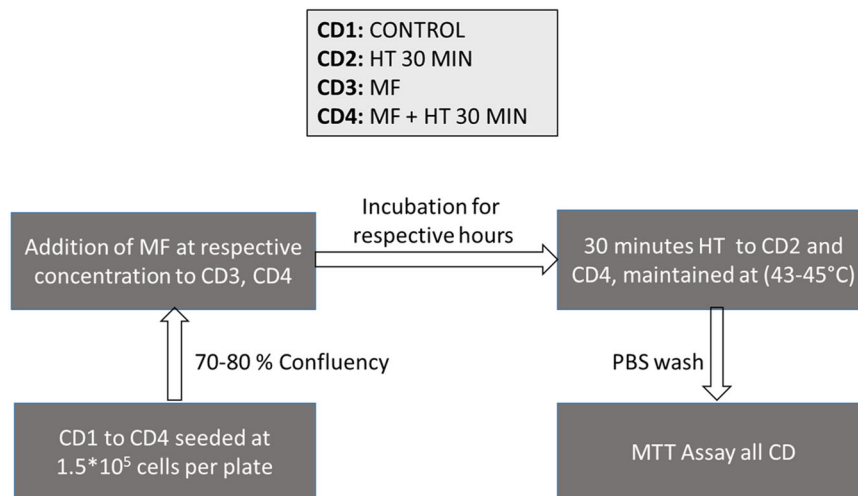 CD1: CONTROL
CD2: HT 30 MIN
CD3: MF
CD4: MF + HT 30 MIN
Addition of MF at respective
concentration to CD3, CD4
Incubation for
respective hours
30 minutes HT to CD2 and
CD4, maintained at (43-45°C)
70-80 % Confluency
PBS wash
CD1 to CD4 seeded at
1.5*10⁵ cells per plate
MTT Assay all CD